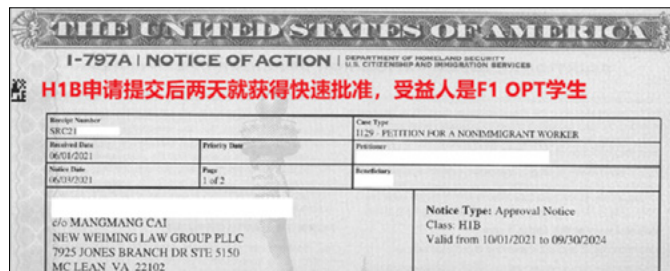 THE UNITED STATES OF AMERICA
I-797A | NOTICE OF ACTION | DEPARTMENT OF HOMELAND SECURITY
U.S. CITIZENSHIP AND IMMIGRATION SERVICES
H1B申请提交后两天就获得快速批准，受益人是F1 OPT学生
Receipt Number
SRC21
Case Type
I129 - PETITION FOR A NONIMMIGRANT WORKER
Received Date
06/01/2021
Priority Date
Petitioner
Notice Date
06/03/2021
Page
1 of 2
Beneficiary
c/o MANGMANG CAI
NEW WEIMING LAW GROUP PLLC
7925 JONES BRANCH DR STE 5150
MC LEAN VA 22102
Notice Type: Approval Notice
Class: H1B
Valid from 10/01/2021 to 09/30/2024